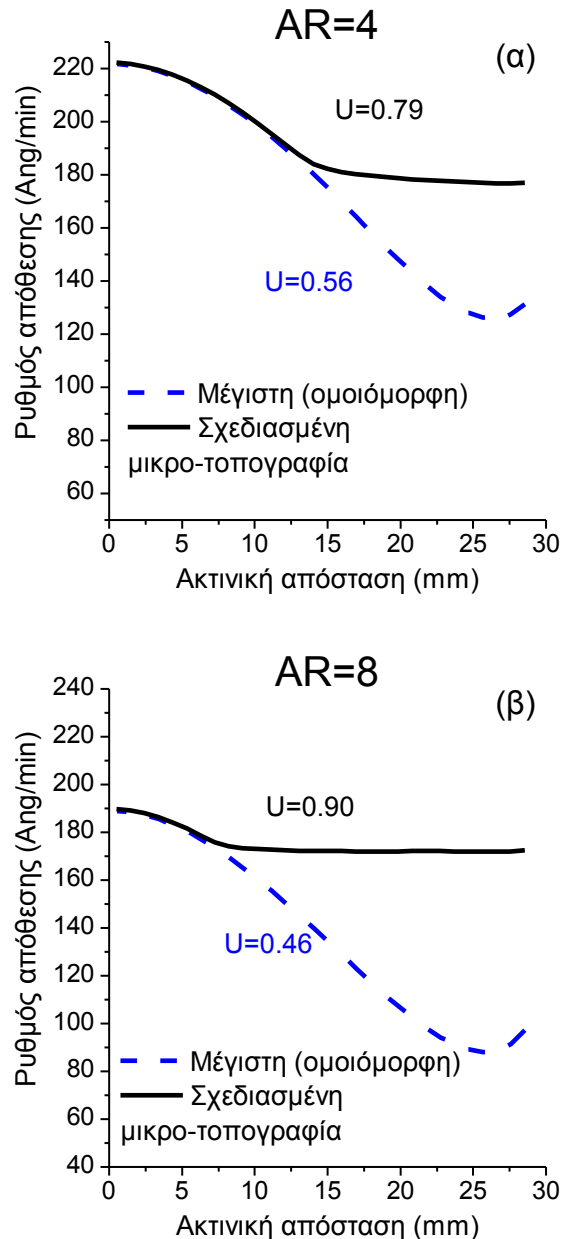 AR=4
(α)
220
200
180
160
140
120
100
80
60
Ρυθμός απόθεσης (Ang/min)
U=0.79
U=0.56
Μέγιστη (ομοιόμορφη)
Σχεδιασμένη
μικρο-τοπογραφία
0 5 10 15 20 25 30
Ακτινική απόσταση (mm)
AR=8
(β)
240
220
200
180
160
140
120
100
80
60
40
Ρυθμός απόθεσης (Ang/min)
U=0.90
U=0.46
Μέγιστη (ομοιόμορφη)
Σχεδιασμένη
μικρο-τοπογραφία
0 5 10 15 20 25 30
Ακτινική απόσταση (mm)